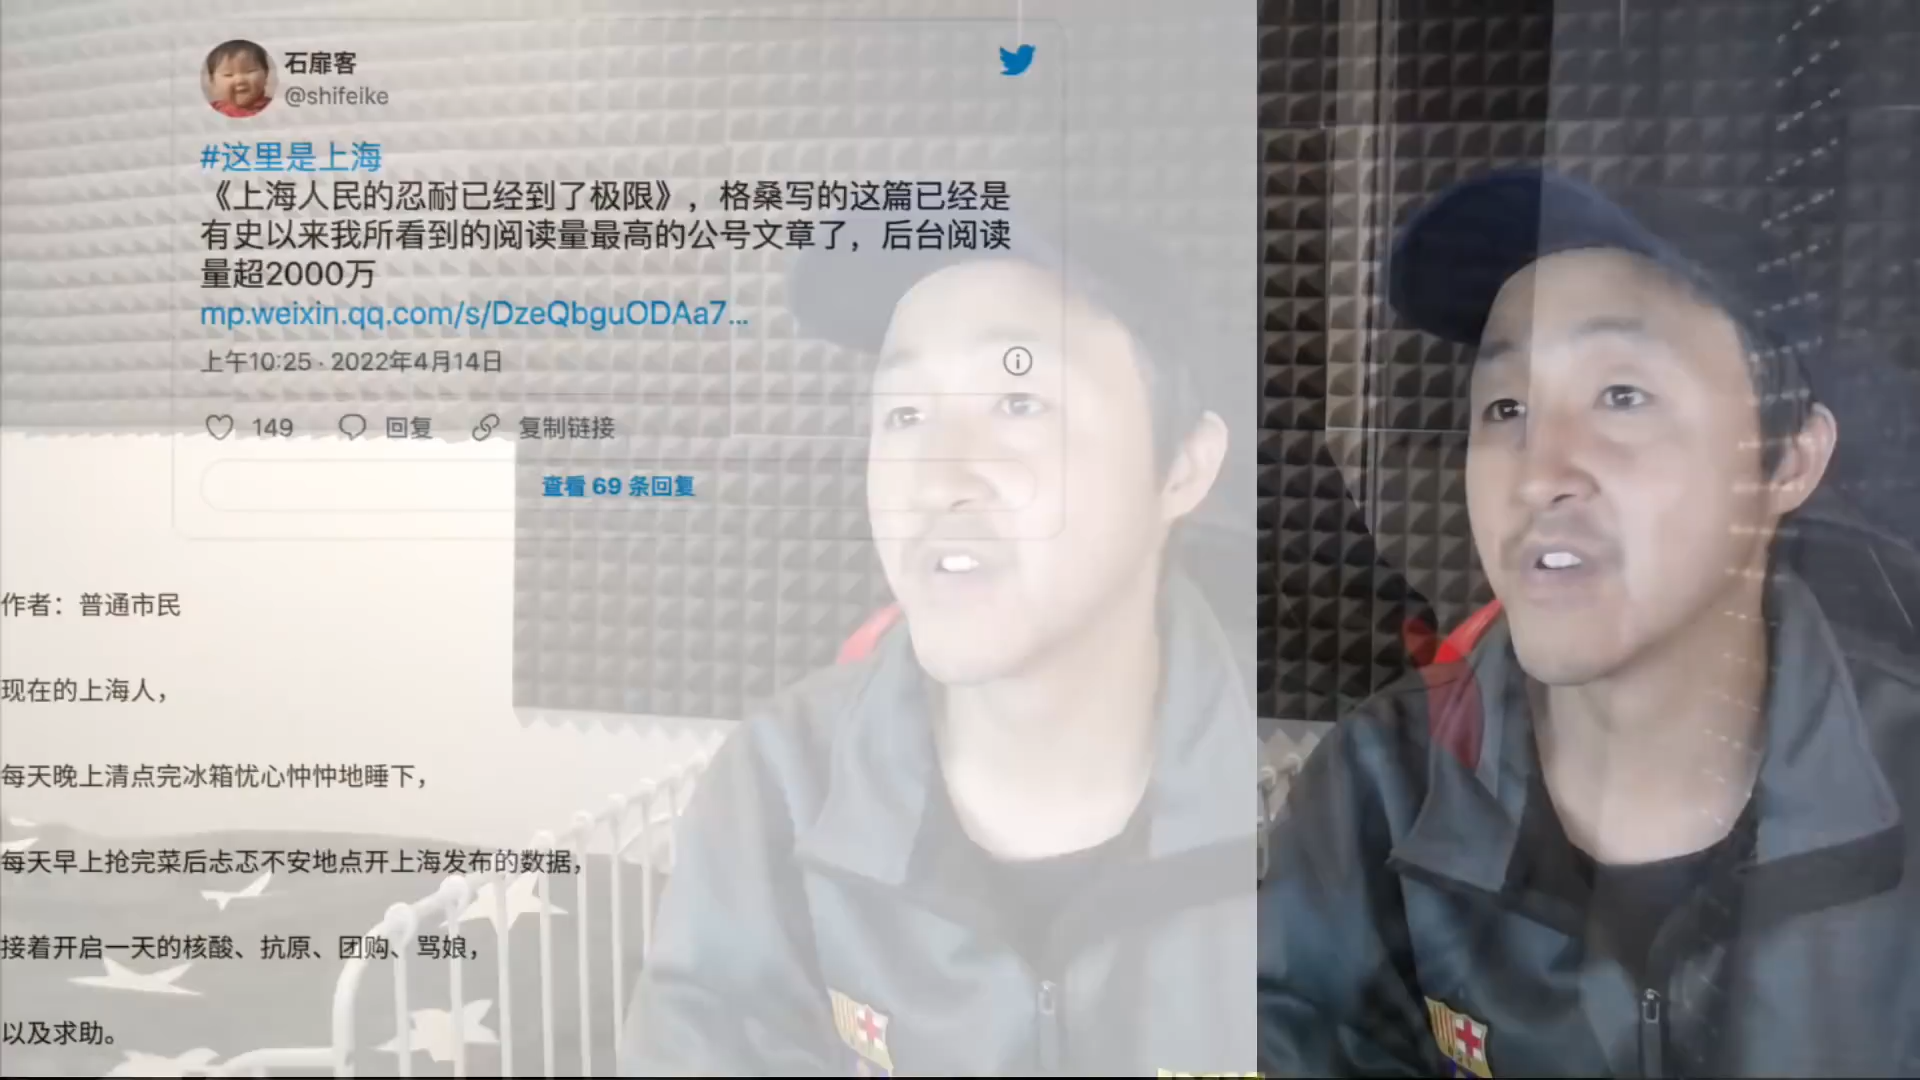 石扉客
@shifeike
#这里是上海
《上海人民的忍耐已经到了极限》，格桑写的这篇已经是
有史以来我所看到的阅读量最高的公号文章了，后台阅读
量超2000万
mp.weixin.qq.com/s/DzeQbguODAa7...
上午10:25 · 2022年4月14日
149 回复 复制链接
查看 69 条回复
作者：普通市民
现在的上海人，
每天晚上清点完冰箱忧心忡忡地睡下，
每天早上抢完菜后忐忑不安地点开上海发布的数据，
接着开启一天的核酸、抗原、团购、骂娘，
以及求助。